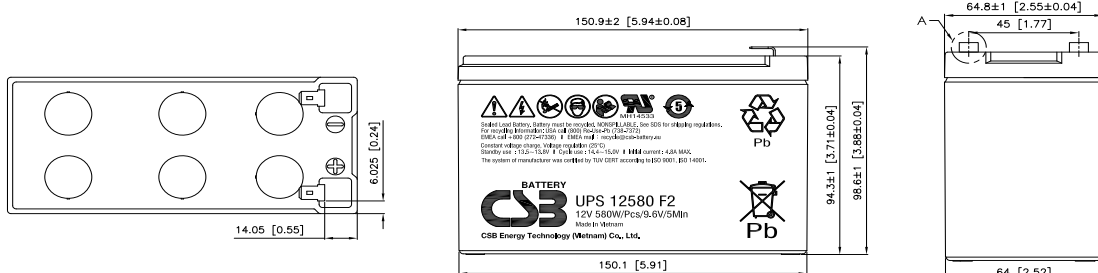 150.9±2 [5.94±0.08]
64.8±1 [2.55±0.04]
45 [1.77]
A
6.025 [0.24]
14.05 [0.55]
MH14533
5
Sealed Lead Battery, Battery must be recycled, NONSPILLABLE, See SDS for shipping regulations.
For recycling information: USA call (800) Re-Use-Pb (738-7372)
EMEA call +800 (272-47336) EMEA mail : recycle@csb-battery.eu
Constant voltage charge, Voltage regulation (25°C)
Standby use : 13.5~13.8V Cycle use : 14.4~15.0V Initial current : 4.8A MAX.
The system of manufacturer was certified by TUV CERT according to ISO 9001, ISO 14001.
Pb
BATTERY
CSB
UPS 12580 F2
12V 580W/Pcs/9.6V/5Min
Made in Vietnam
CSB Energy Technology (Vietnam) Co., Ltd.
Pb
94.3±1 [3.71±0.04]
98.6±1 [3.88±0.04]
150.1 [5.91]
64 [2.52]